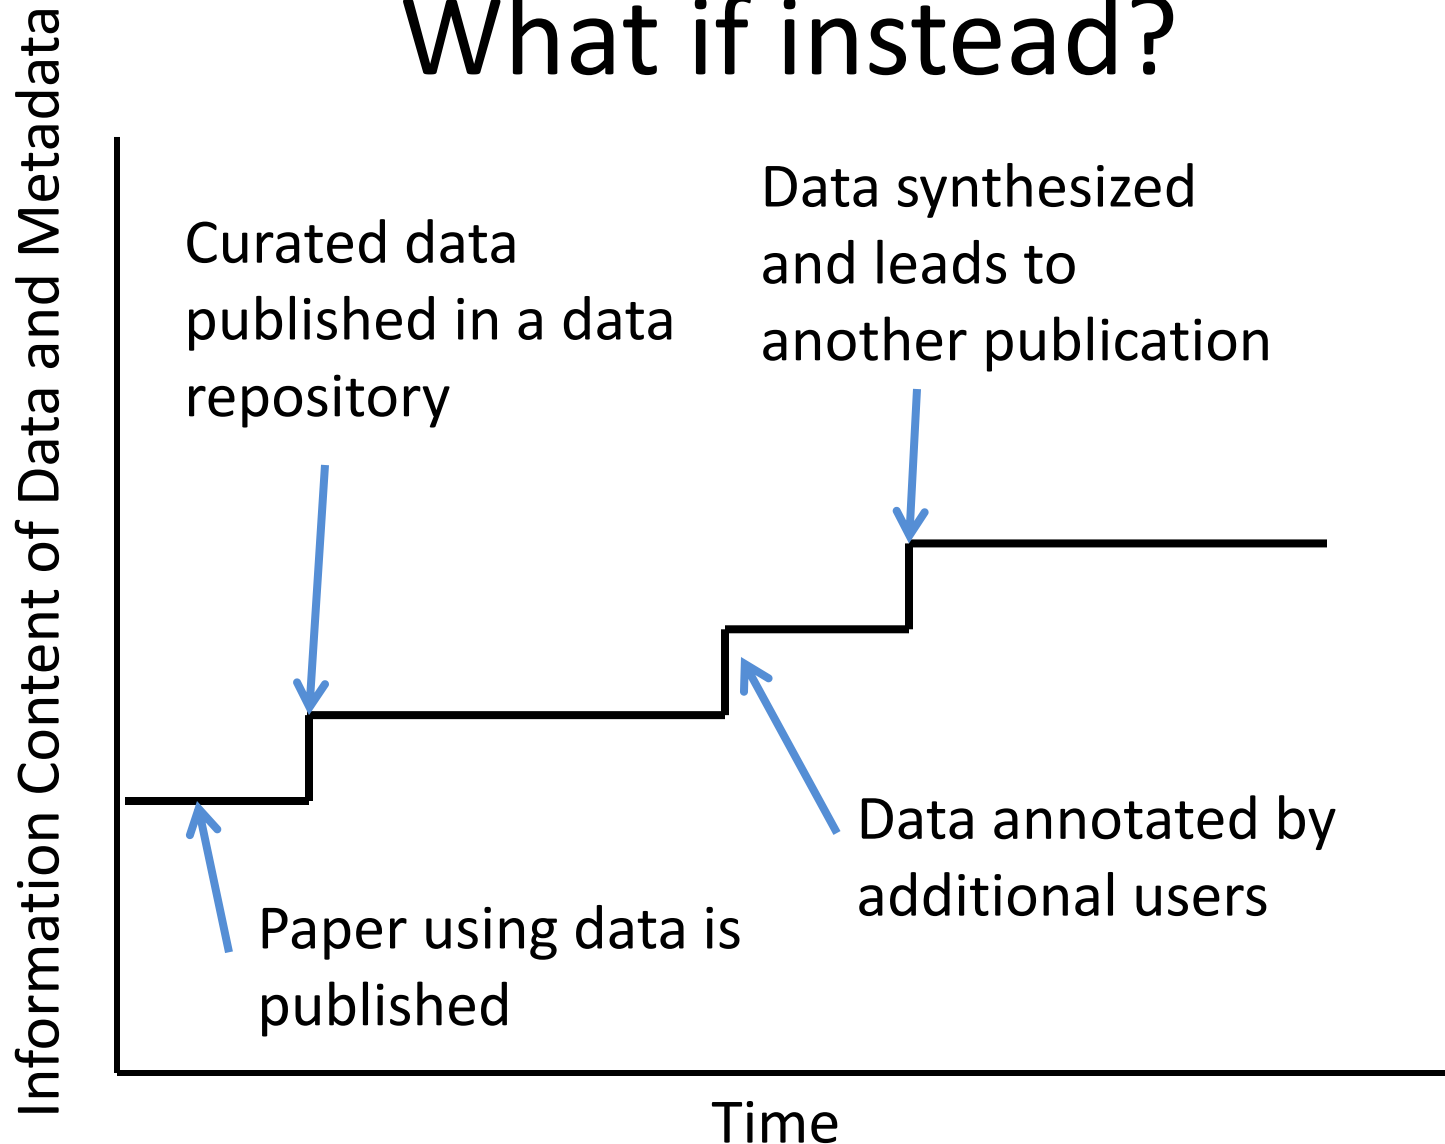 What if instead?
Information Content of Data and Metadata
Curated data
published in a data
repository
Data synthesized
and leads to
another publication
Data annotated by
additional users
Paper using data is
published
Time